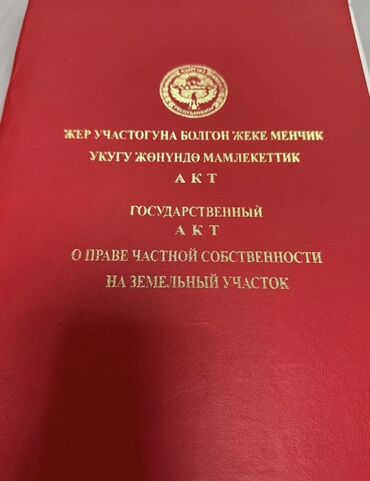 ЖЕР УЧАСТОГУНА БОЛГОН ЖЕКЕ МЕНЧИК
УКУГУ ЖӨНҮНДӨ МАМЛЕКЕТТИК
АКТ
ГОСУДАРСТВЕННЫЙ
АКТ
О ПРАВЕ ЧАСТНОЙ СОБСТВЕННОСТИ
НА ЗЕМЕЛЬНЫЙ УЧАСТОК